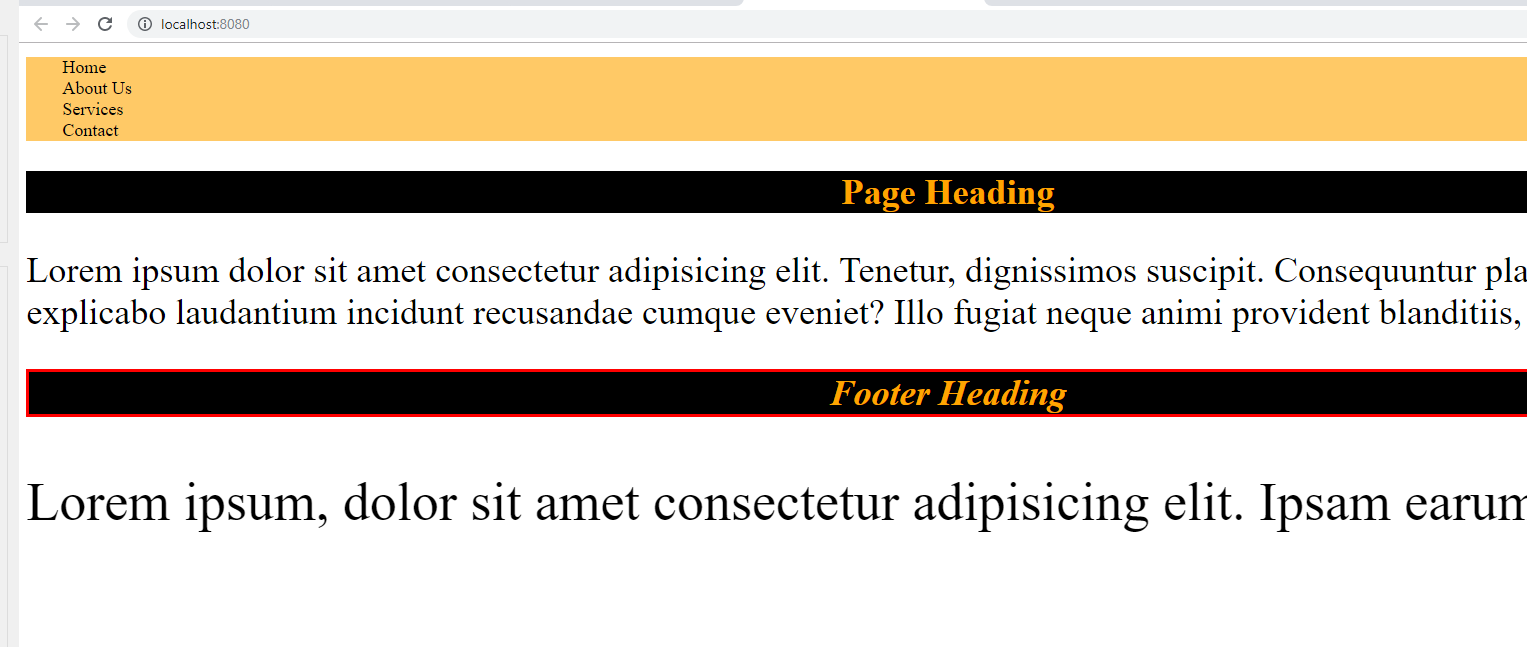 localhost:8080
Home
About Us
Services
Contact
Page Heading
Lorem ipsum dolor sit amet consectetur adipisicing elit. Tenetur, dignissimos suscipit. Consequuntur pla
explicabo laudantium incidunt recusandae cumque eveniet? Illo fugiat neque animi provident blanditiis,
Footer Heading
Lorem ipsum, dolor sit amet consectetur adipisicing elit. Ipsam earum